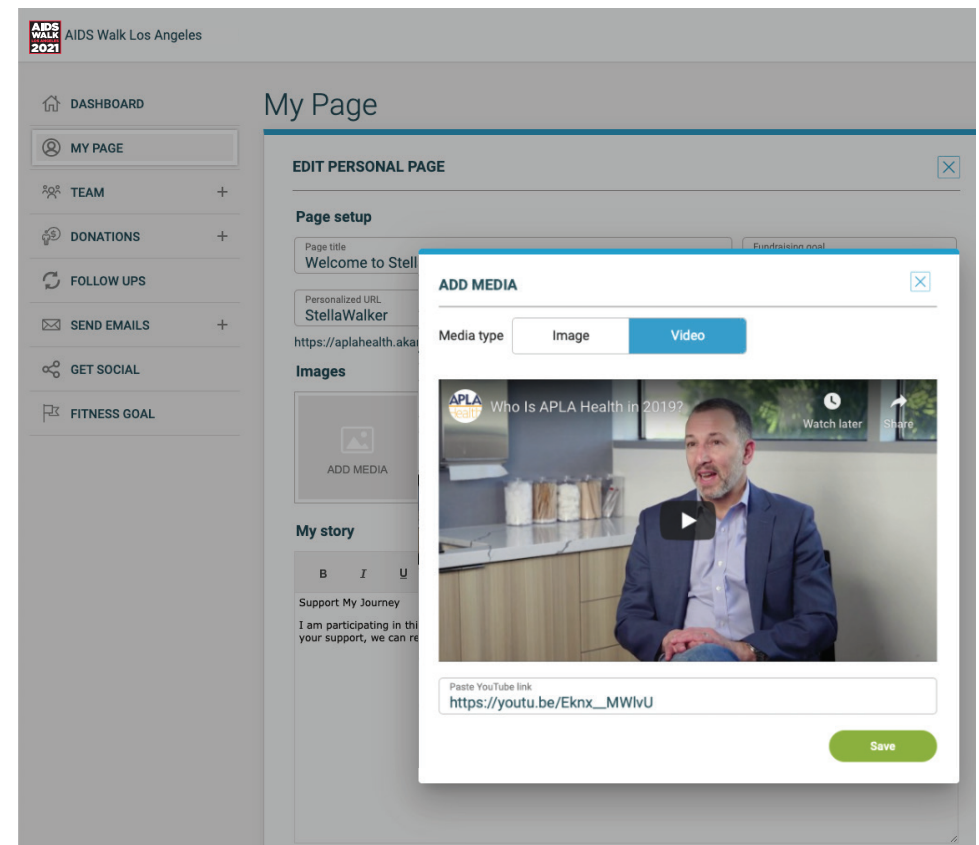 AIDS
WALK
LOS ANGELES
2021
AIDS Walk Los Angeles
DASHBOARD
MY PAGE
TEAM
DONATIONS
FOLLOW UPS
SEND EMAILS
GET SOCIAL
FITNESS GOAL
My Page
EDIT PERSONAL PAGE
Page setup
Page title
Welcome to Stell
Fundraising goal
Personalized URL
StellaWalker
https://aplahealth.aka
Images
ADD MEDIA
My story
B I U
Support My Journey
I am participating in thi
your support, we can re
ADD MEDIA
Media type
Image
Video
APLA
Health
Who Is APLA Health in 2019?
Watch later
Share
Paste YouTube link
https://youtu.be/Eknx__MWlvU
Save